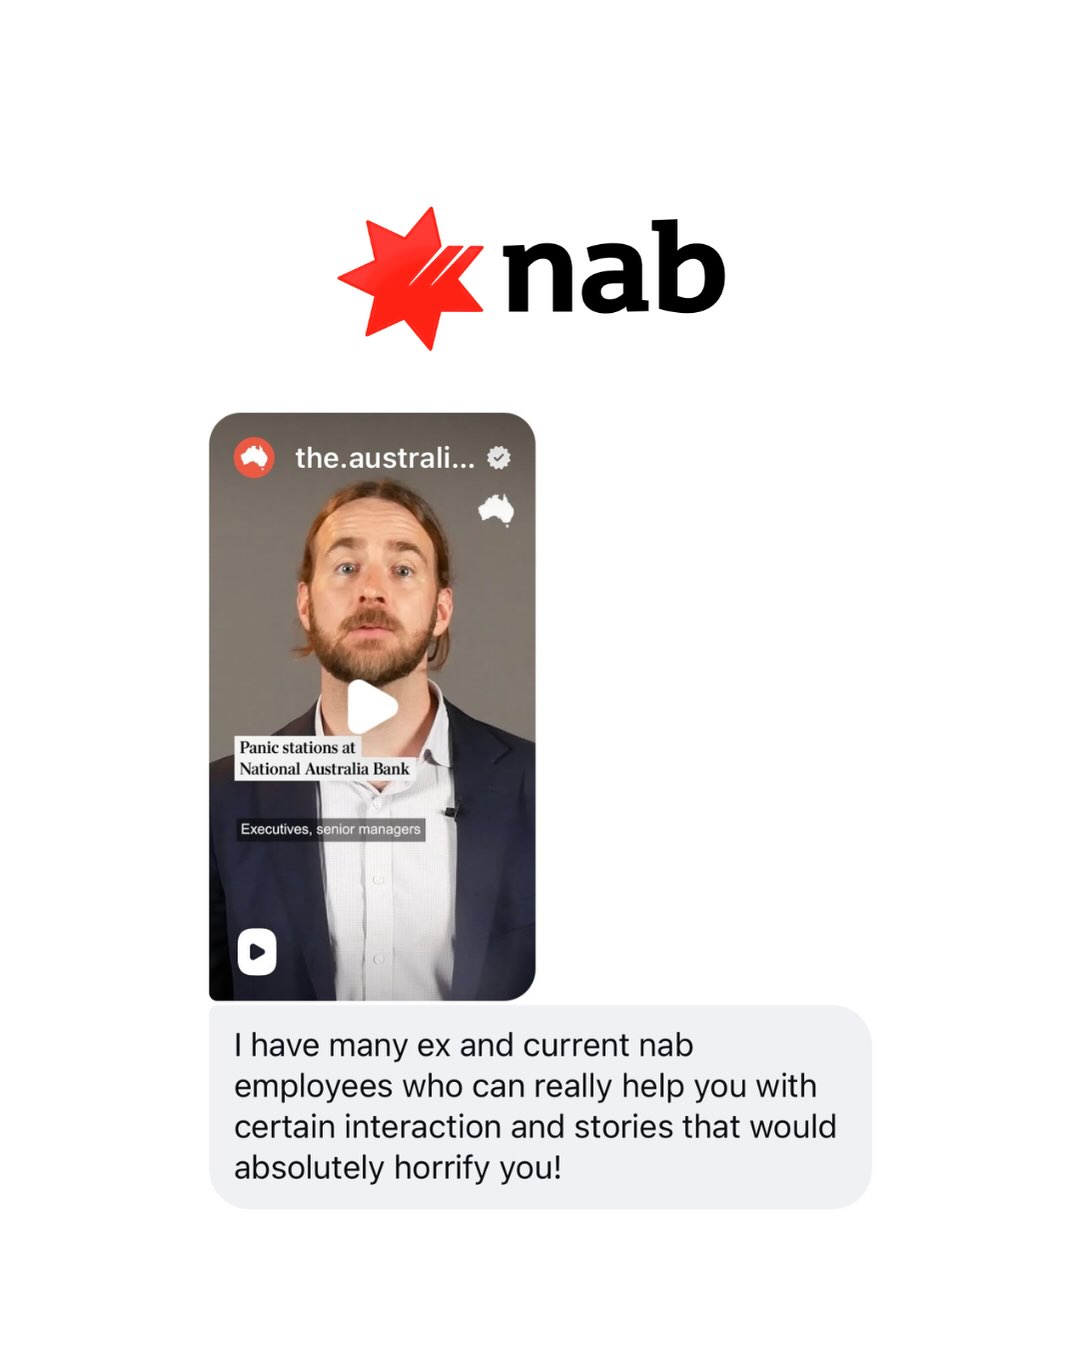 nab
the.australi...
Panic stations at
National Australia Bank
Executives, senior managers
I have many ex and current nab
employees who can really help you with
certain interaction and stories that would
absolutely horrify you!